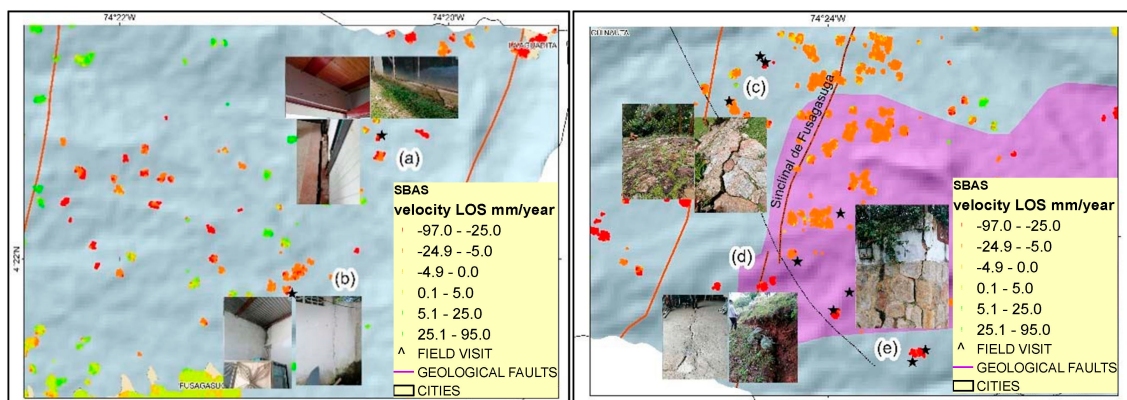 74°22'W
74°20'W
4°22'N
(a)
(b)
SBAS
velocity LOS mm/year
-97.0 - -25.0
-24.9 - -5.0
-4.9 - 0.0
0.1 - 5.0
5.1 - 25.0
25.1 - 95.0
^ FIELD VISIT
GEOLOGICAL FAULTS
CITIES
74°24'W
(c)
Sinclinal de Fusagasuga
(d)
(e)
SBAS
velocity LOS mm/year
-97.0 - -25.0
-24.9 - -5.0
-4.9 - 0.0
0.1 - 5.0
5.1 - 25.0
25.1 - 95.0
^ FIELD VISIT
GEOLOGICAL FAULTS
CITIES